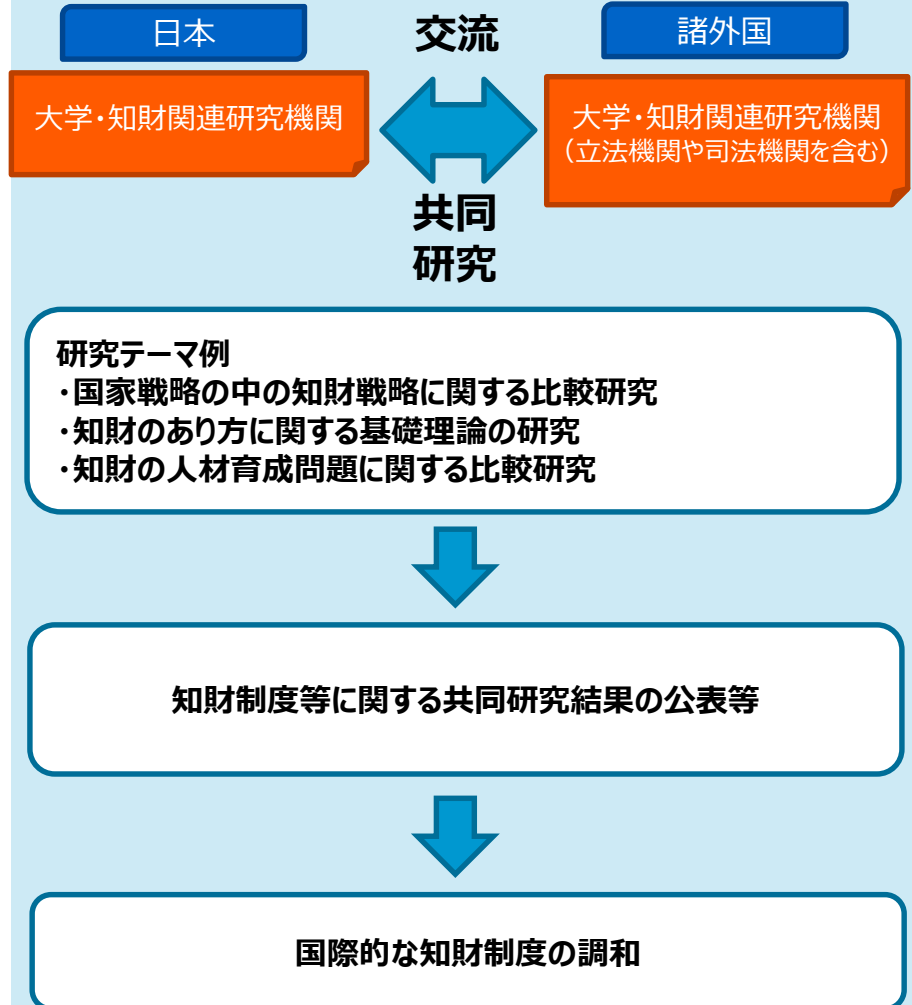 日本
交流
諸外国
大学・知財関連研究機関
大学・知財関連研究機関
（立法機関や司法機関を含む）
共同
研究
研究テーマ例
・国家戦略の中の知財戦略に関する比較研究
・知財のあり方に関する基礎理論の研究
・知財の人材育成問題に関する比較研究
知財制度等に関する共同研究結果の公表等
国際的な知財制度の調和